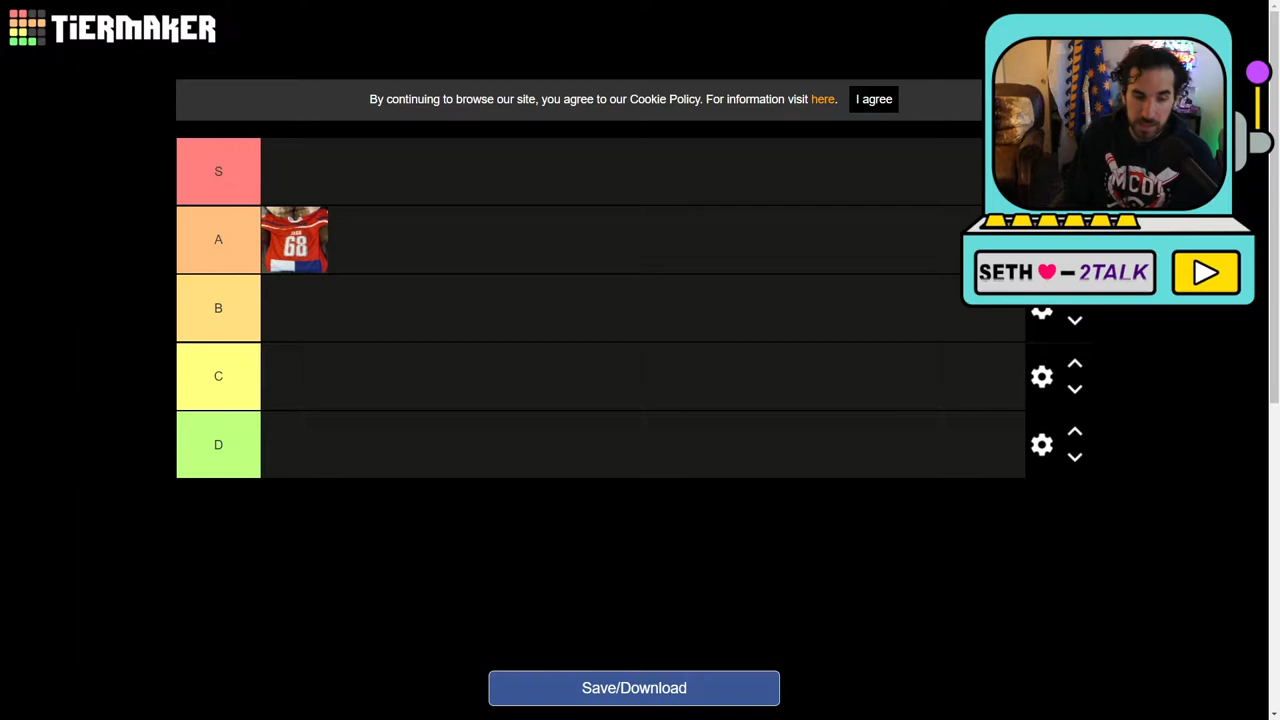 TiERMAKER
By continuing to browse our site, you agree to our Cookie Policy. For information visit here.
I agree
S
A
68
B
C
D
MCD
SETH ❤ – 2TALK
Save/Download